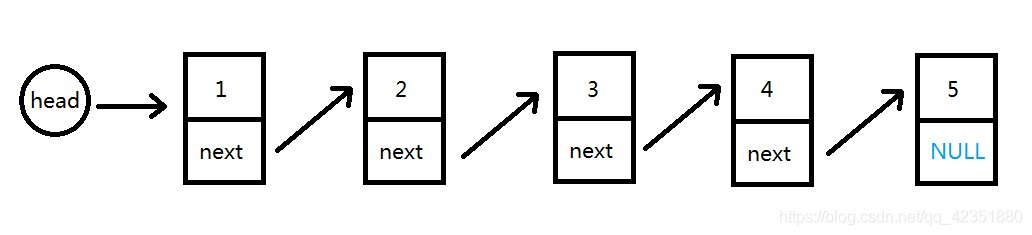 head
1
next
2
next
3
next
4
next
5
NULL
https://blog.csdn.net/qq_42351880